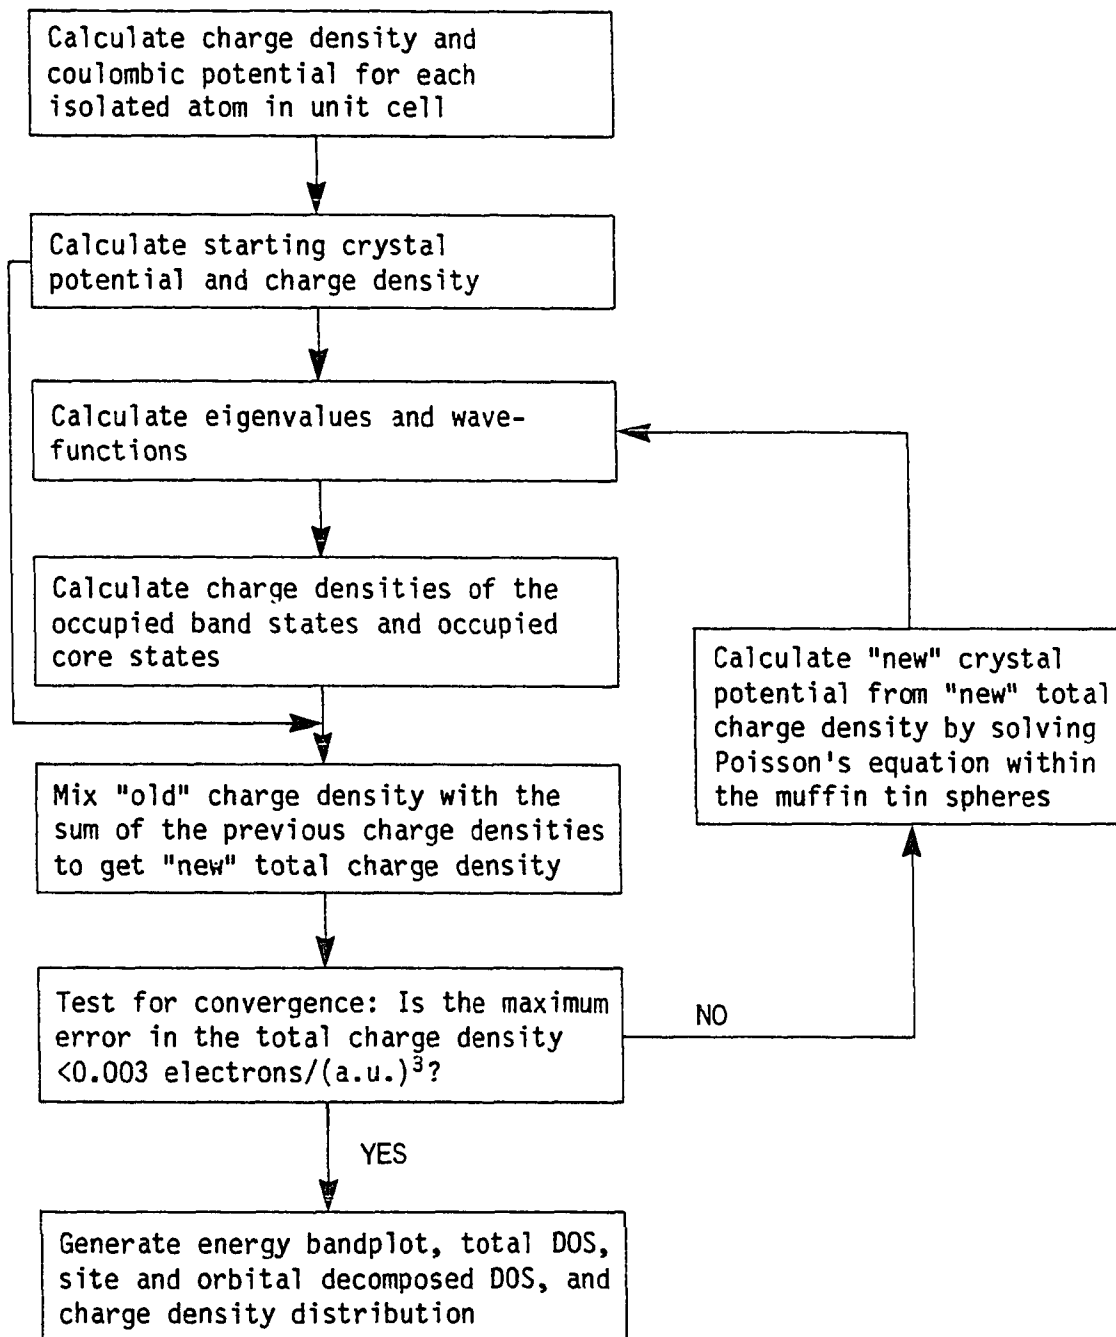 Calculate charge density and
coulombic potential for each
isolated atom in unit cell
Calculate starting crystal
potential and charge density
Calculate eigenvalues and wave-
functions
Calculate charge densities of the
occupied band states and occupied
core states
Calculate "new" crystal
potential from "new" total
charge density by solving
Poisson's equation within
the muffin tin spheres
Mix "old" charge density with the
sum of the previous charge densities
to get "new" total charge density
Test for convergence: Is the maximum
error in the total charge density
<0.003 electrons/(a.u.)³?
NO
YES
Generate energy bandplot, total DOS,
site and orbital decomposed DOS, and
charge density distribution